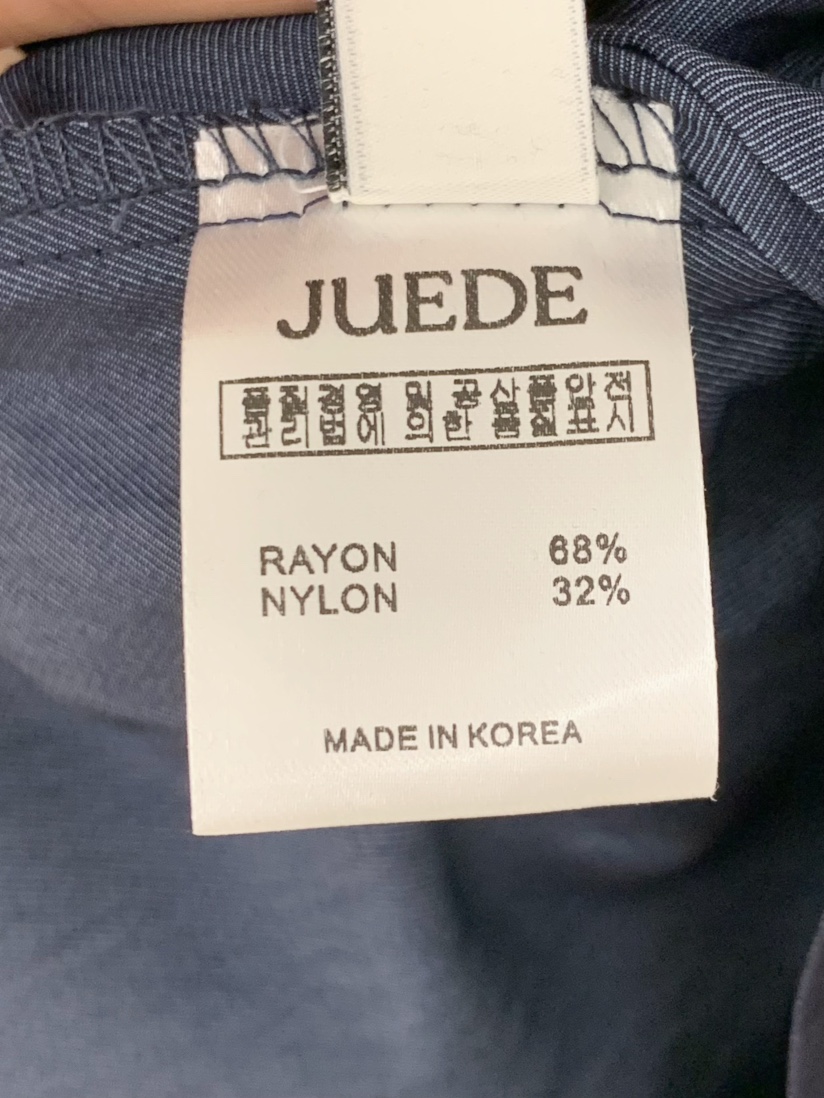 JUEDE
품질경영 및 공산품안전
관리법에 의한 품질표시
RAYON 68%
NYLON 32%
MADE IN KOREA